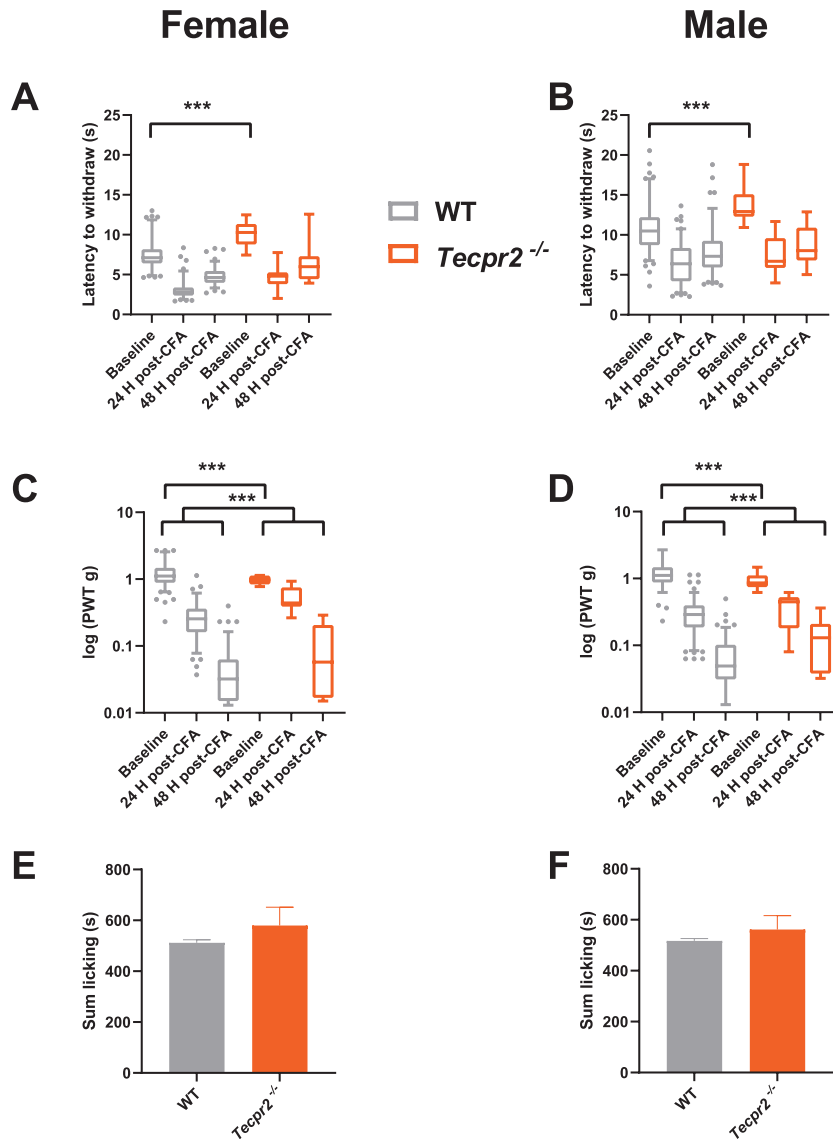 Female
Male
A
***
25
20
15
10
5
0
Latency to withdraw (s)
Baseline
24 H post-CFA
48 H post-CFA
Baseline
24 H post-CFA
48 H post-CFA
WT
Tecpr2 -/-
B
***
25
20
15
10
5
0
Latency to withdraw (s)
Baseline
24 H post-CFA
48 H post-CFA
Baseline
24 H post-CFA
48 H post-CFA
C
***
***
10
1
0.1
0.01
log (PWT g)
Baseline
24 H post-CFA
48 H post-CFA
Baseline
24 H post-CFA
48 H post-CFA
D
***
***
10
1
0.1
0.01
log (PWT g)
Baseline
24 H post-CFA
48 H post-CFA
Baseline
24 H post-CFA
48 H post-CFA
E
800
600
400
200
0
Sum licking (s)
WT
Tecpr2 -/-
F
800
600
400
200
0
Sum licking (s)
WT
Tecpr2 -/-